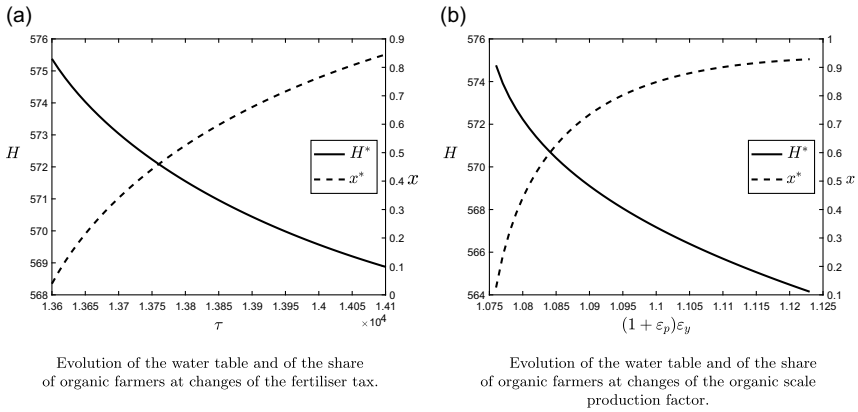 (a)
576
575
574
573
572
571
570
569
568
H
0.9
0.8
0.7
0.6
0.5
0.4
0.3
0.2
0.1
0
x
H*
x*
1.36 1.365 1.37 1.375 1.38 1.385 1.39 1.395 1.4 1.405 1.41
×10⁴
τ
Evolution of the water table and of the share
of organic farmers at changes of the fertiliser tax.
(b)
576
574
572
570
568
566
564
H
1
0.9
0.8
0.7
0.6
0.5
0.4
0.3
0.2
0.1
x
H*
x*
1.075 1.08 1.085 1.09 1.095 1.1 1.105 1.11 1.115 1.12 1.125
(1 + εₚ)εᵧ
Evolution of the water table and of the share
of organic farmers at changes of the organic scale
production factor.